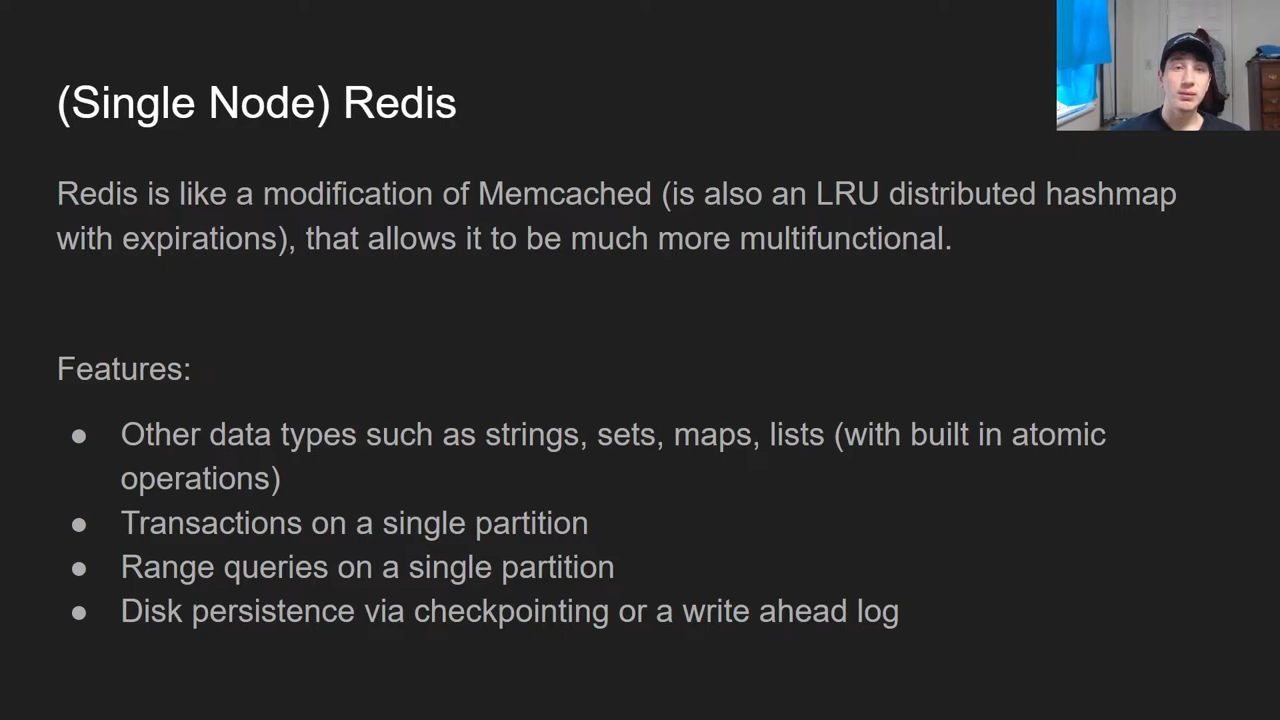 (Single Node) Redis
Redis is like a modification of Memcached (is also an LRU distributed hashmap
with expirations), that allows it to be much more multifunctional.
Features:
● Other data types such as strings, sets, maps, lists (with built in atomic
operations)
● Transactions on a single partition
● Range queries on a single partition
● Disk persistence via checkpointing or a write ahead log